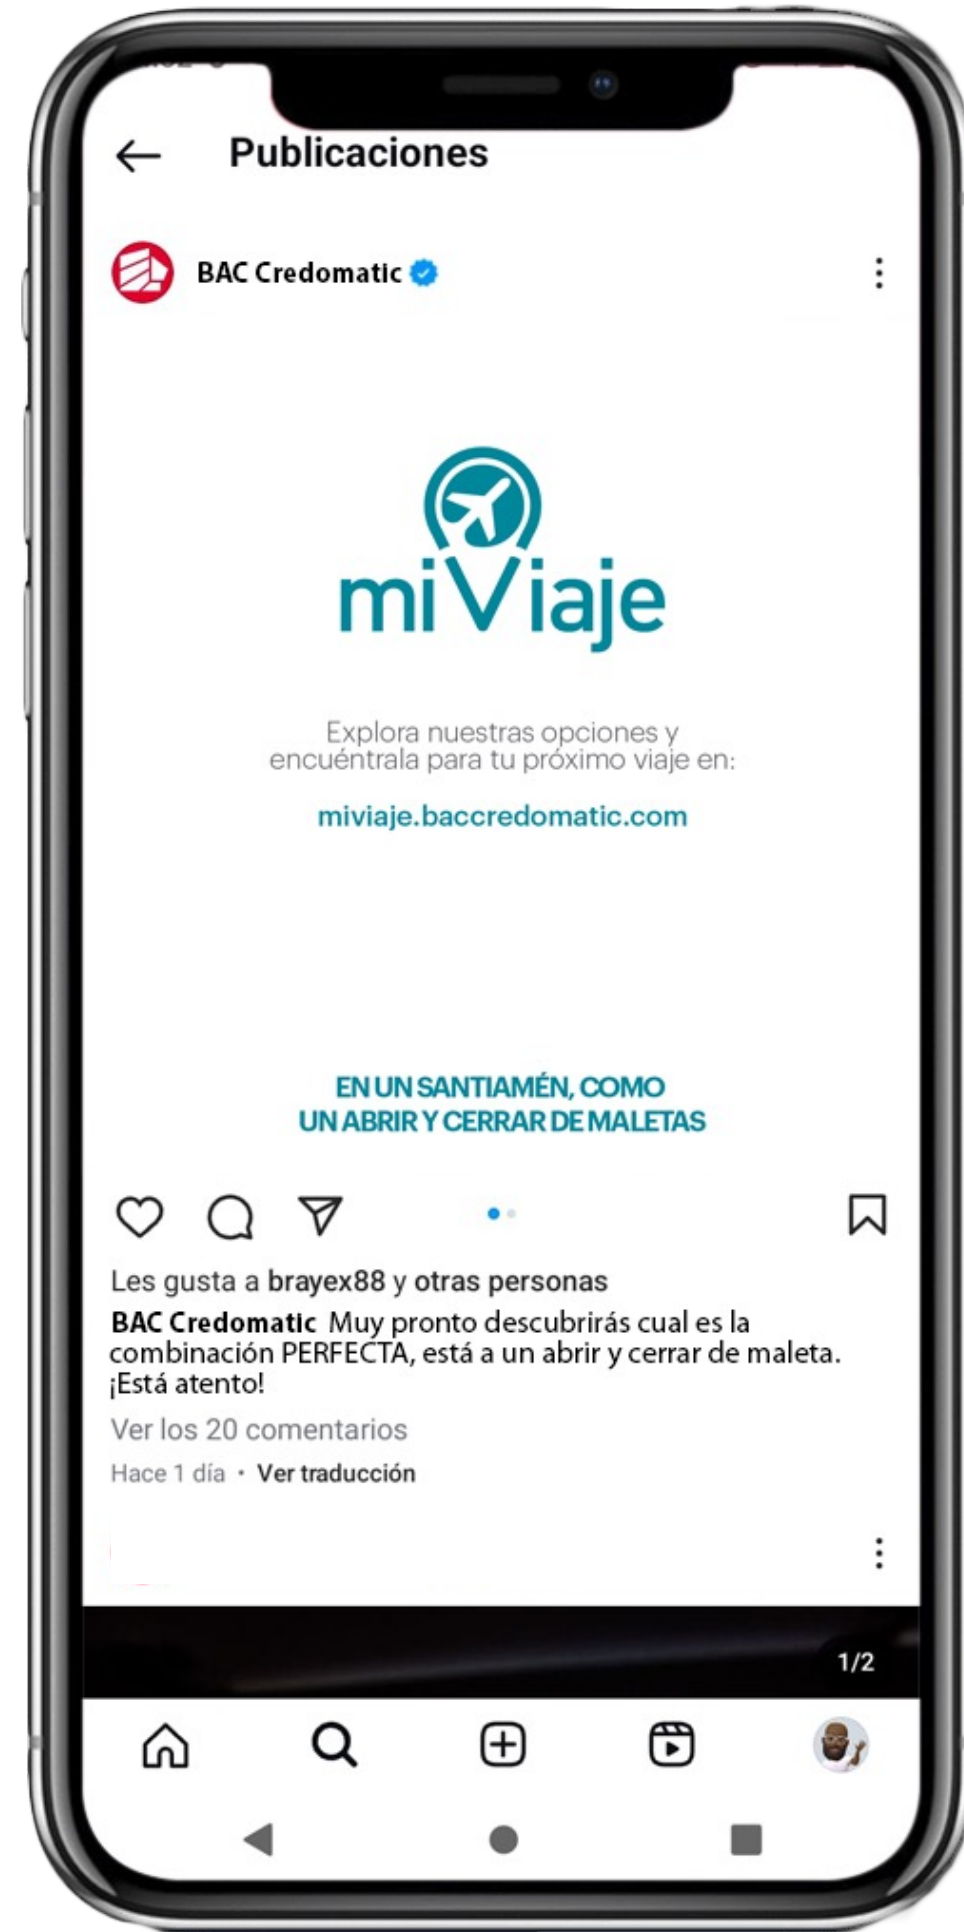 Publicaciones
BAC Credomatic
miViaje
Explora nuestras opciones y
encuéntrala para tu próximo viaje en:
miviaje.baccredomatic.com
EN UN SANTIAMÉN, COMO
UN ABRIR Y CERRAR DE MALETAS
Les gusta a brayex88 y otras personas
BAC Credomatic Muy pronto descubrirás cual es la
combinación PERFECTA, está a un abrir y cerrar de maleta.
¡Está atento!
Ver los 20 comentarios
Hace 1 día • Ver traducción
1/2